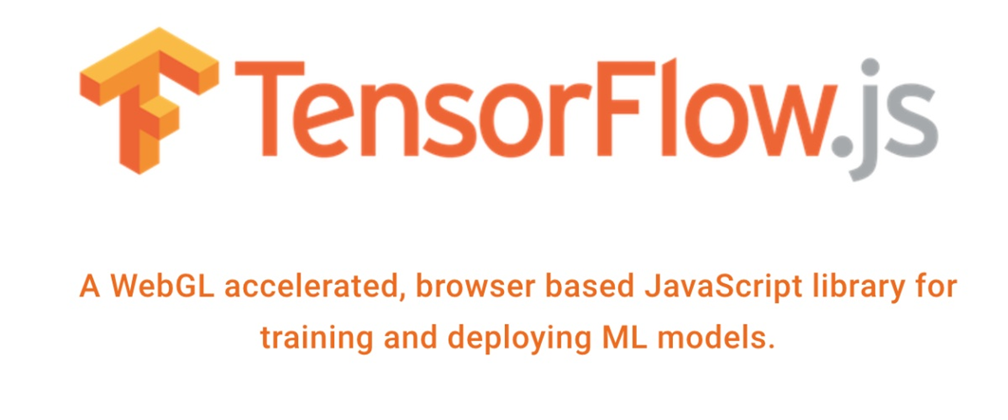 TensorFlow.js
A WebGL accelerated, browser based JavaScript library for
training and deploying ML models.